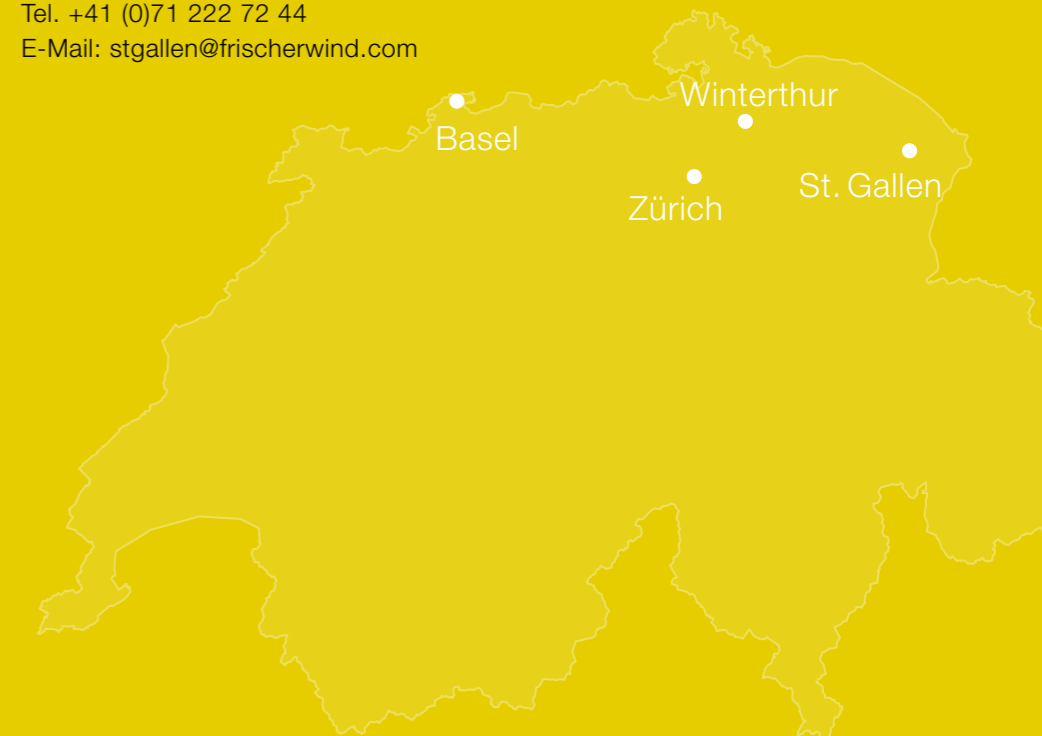 Tel. +41 (0)71 222 72 44
E-Mail: stgallen@frischerwind.com
Winterthur
Basel
St. Gallen
Zürich